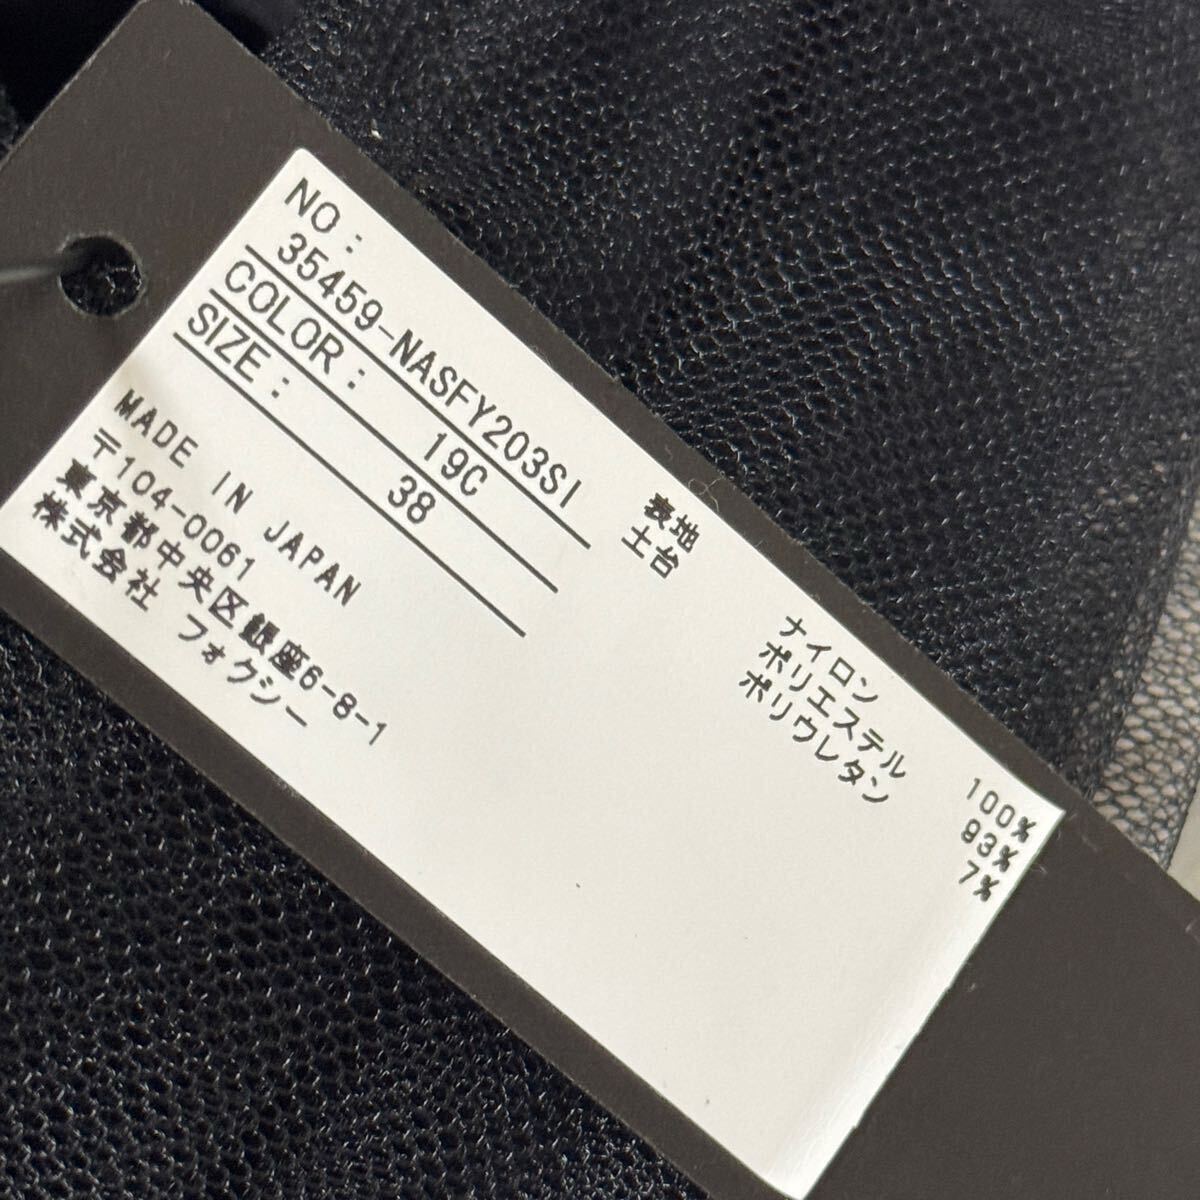 NO:
35459-NASFY203SI
COLOR: 19C
SIZE: 38
MADE IN JAPAN
〒104-0061
東京都中央区銀座6-8-1
株式会社 フォクシー
表地 ナイロン 100%
土台 ポリエステル 93%
ポリウレタン 7%